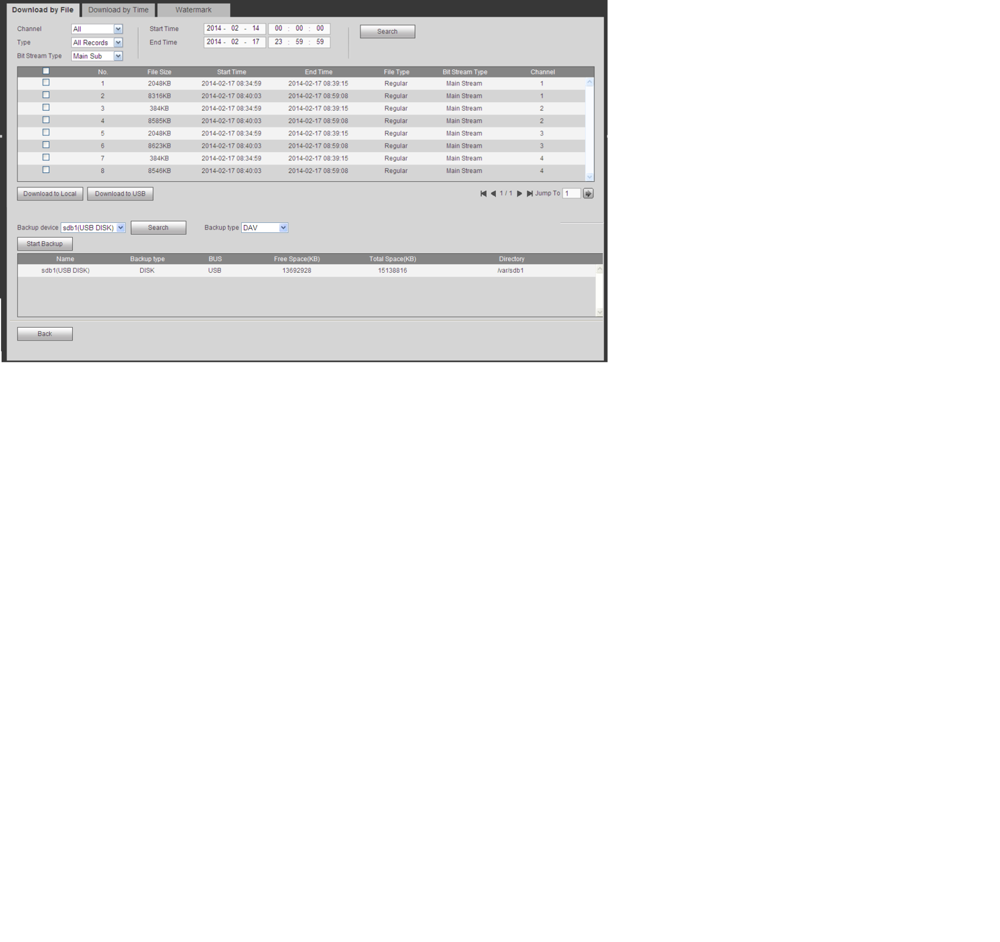 Download by File Download by Time Watermark
Channel All Start Time 2014 - 02 - 14 00 : 00 : 00 Search
Type All Records End Time 2014 - 02 - 17 23 : 59 : 59
Bit Stream Type Main Sub
No. File Size Start Time End Time File Type Bit Stream Type Channel
1 2048KB 2014-02-17 08:34:59 2014-02-17 08:39:15 Regular Main Stream 1
2 8316KB 2014-02-17 08:40:03 2014-02-17 08:59:08 Regular Main Stream 1
3 384KB 2014-02-17 08:34:59 2014-02-17 08:39:15 Regular Main Stream 2
4 8585KB 2014-02-17 08:40:03 2014-02-17 08:59:08 Regular Main Stream 2
5 2048KB 2014-02-17 08:34:59 2014-02-17 08:39:15 Regular Main Stream 3
6 8623KB 2014-02-17 08:40:03 2014-02-17 08:59:08 Regular Main Stream 3
7 384KB 2014-02-17 08:34:59 2014-02-17 08:39:15 Regular Main Stream 4
8 8546KB 2014-02-17 08:40:03 2014-02-17 08:59:08 Regular Main Stream 4
Download to Local Download to USB 1 / 1 Jump To 1
Backup device sdb1(USB DISK) Search Backup type DAV
Start Backup
Name Backup type BUS Free Space(KB) Total Space(KB) Directory
sdb1(USB DISK) DISK USB 13692928 15138816 /var/sdb1
Back